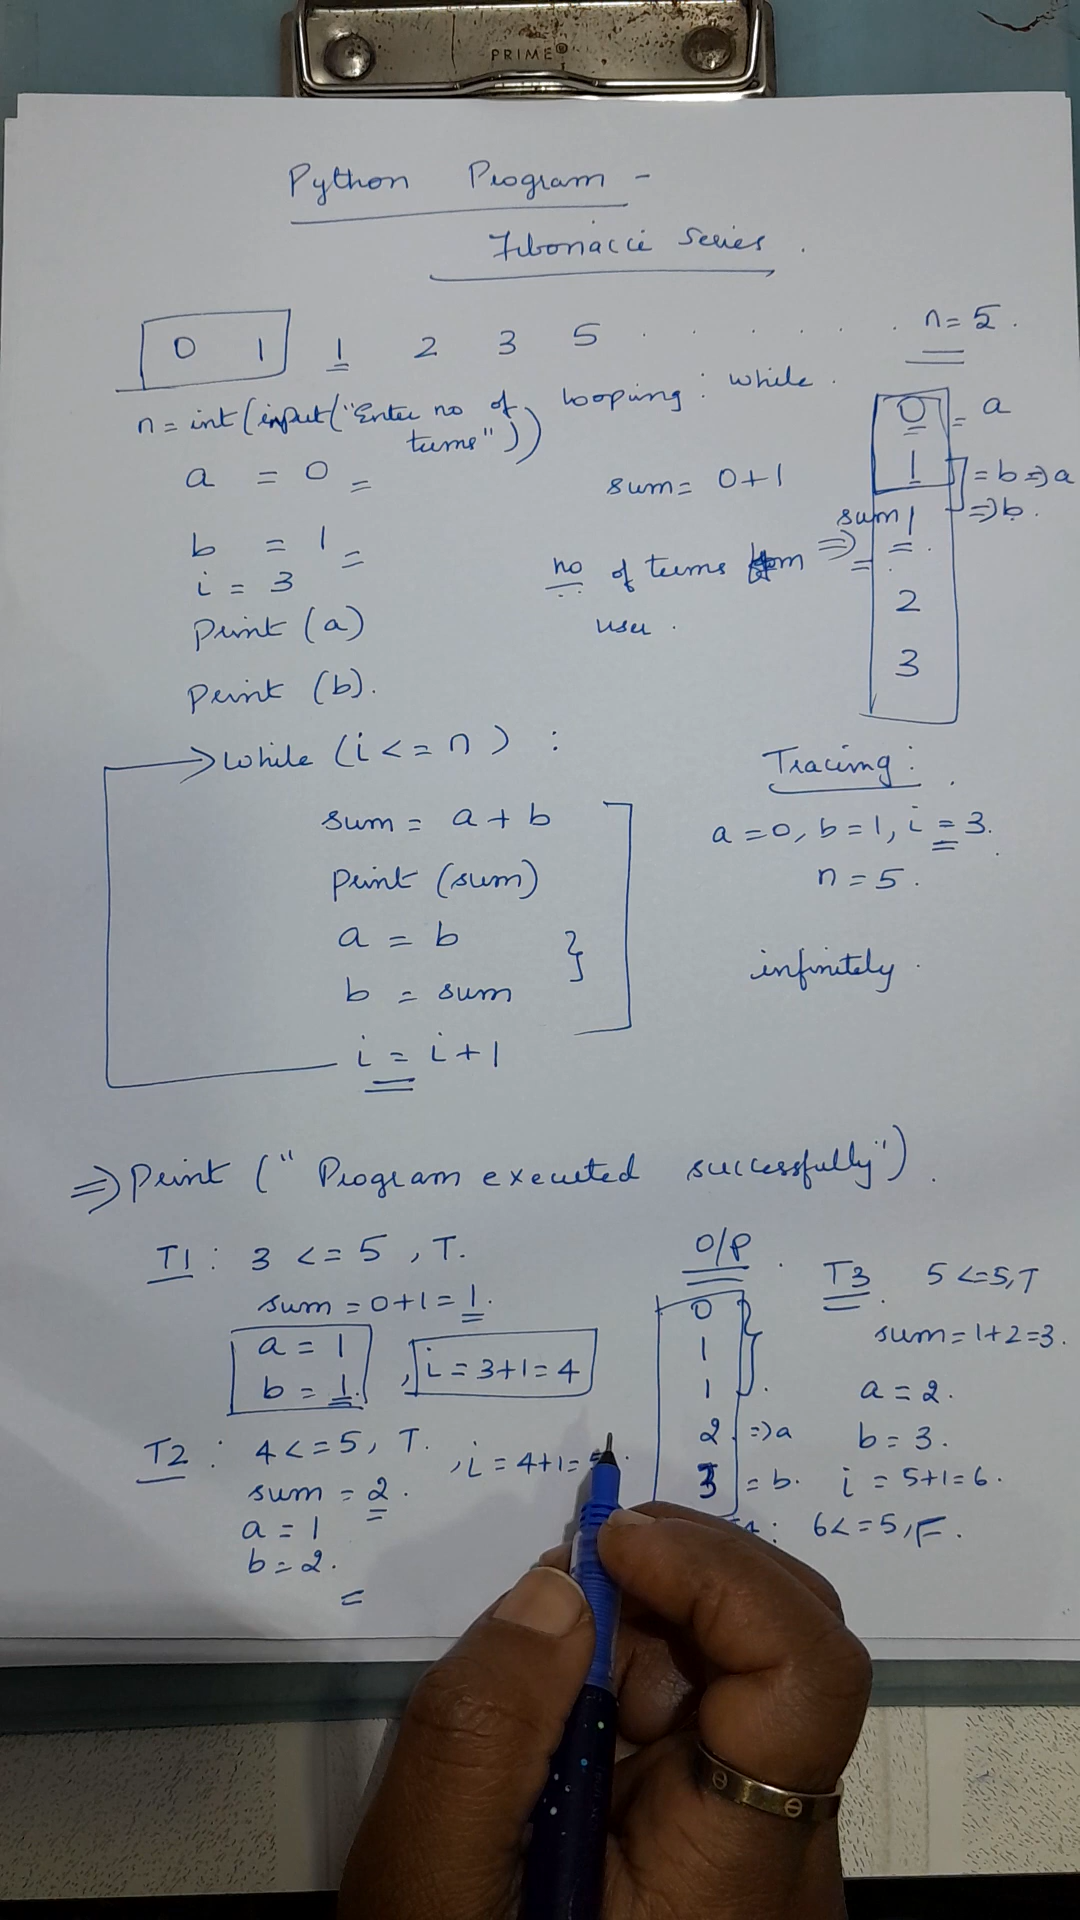 PRIME®
Python Program -
Fibonacci Series .
0 1 1 2 3 5 . . . . . . n = 5 .
n = int(input("Enter no of
terms"))
looping : while .
a = 0
b = 1
i = 3
print (a)
print (b).
sum = 0+1
no of terms
user .
0 = a
1 = b => a
sum 1 => b .
=>
2
3
while (i <= n) :
sum = a + b
print (sum)
a = b
b = sum
i = i + 1
Tracing :
a = 0, b = 1, i = 3.
n = 5 .
infinitely .
=> Print (" Program executed successfully") .
T1 : 3 <= 5 , T.
sum = 0+1 = 1.
a = 1
b = 1.
, i = 3+1 = 4
T2 : 4 <= 5, T. , i = 4+1 =
sum = 2 .
a = 1
b = 2 .
O/P
0
1
1
2 => a
3 = b.
T3 . 5 <= 5, T
sum = 1+2 = 3.
a = 2 .
b = 3 .
i = 5+1 = 6 .
: 6 <= 5, F .